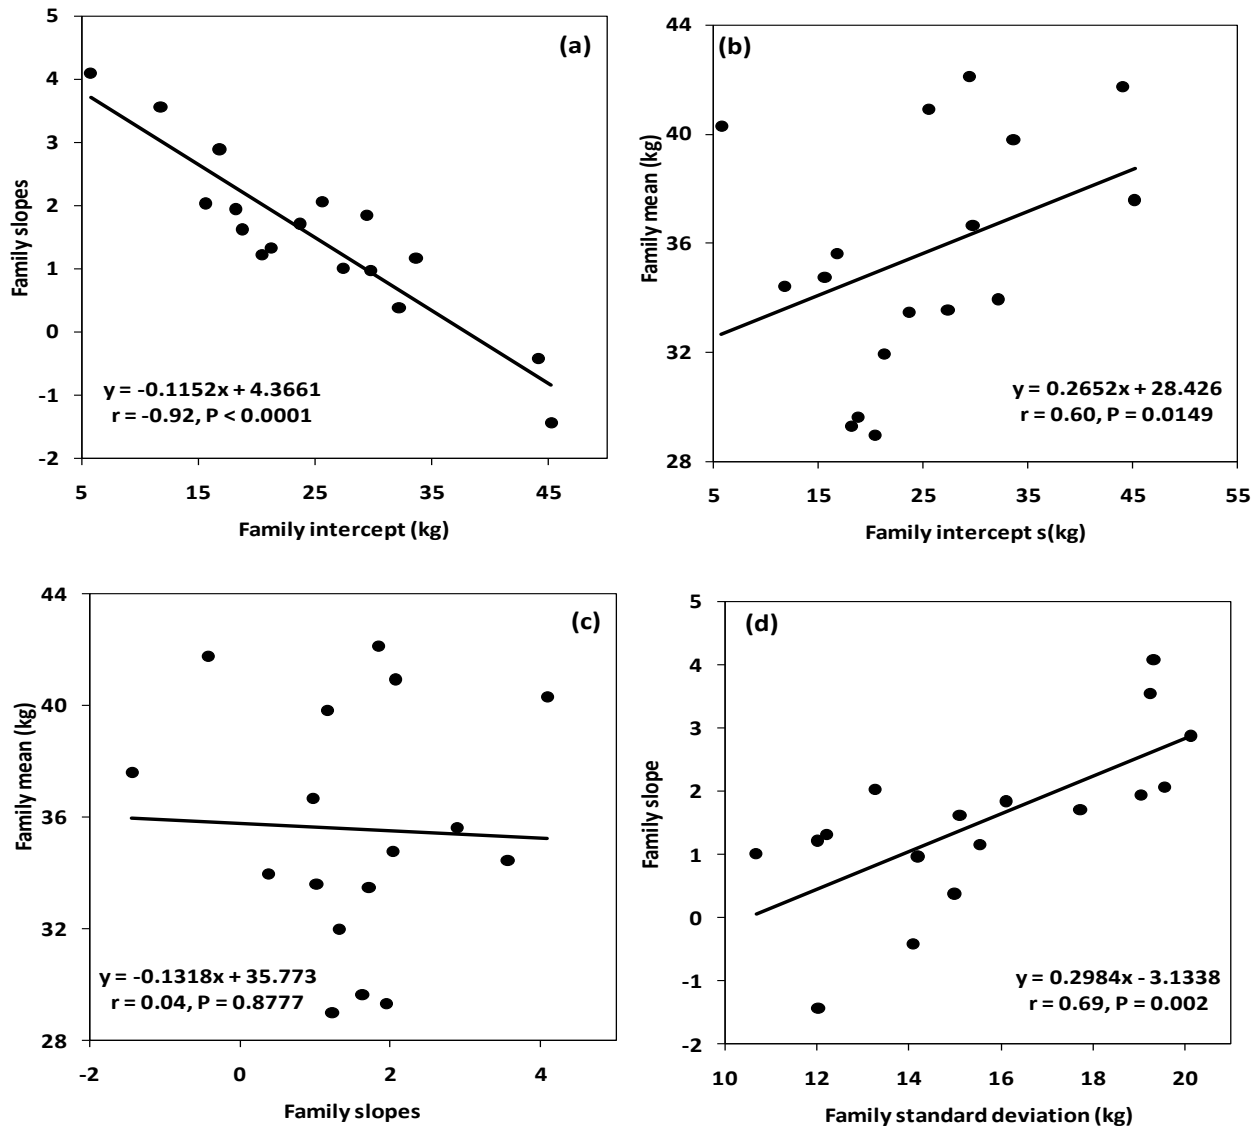 5
4
3
2
1
0
-1
-2
Family slopes
(a)
y = -0.1152x + 4.3661
r = -0.92, P < 0.0001
5 15 25 35 45
Family intercept (kg)
44
40
36
32
28
Family mean (kg)
(b)
y = 0.2652x + 28.426
r = 0.60, P = 0.0149
5 15 25 35 45 55
Family intercept s(kg)
44
40
36
32
28
Family mean (kg)
(c)
y = -0.1318x + 35.773
r = 0.04, P = 0.8777
-2 0 2 4
Family slopes
5
4
3
2
1
0
-1
-2
Family slope
(d)
y = 0.2984x - 3.1338
r = 0.69, P = 0.002
10 12 14 16 18 20
Family standard deviation (kg)